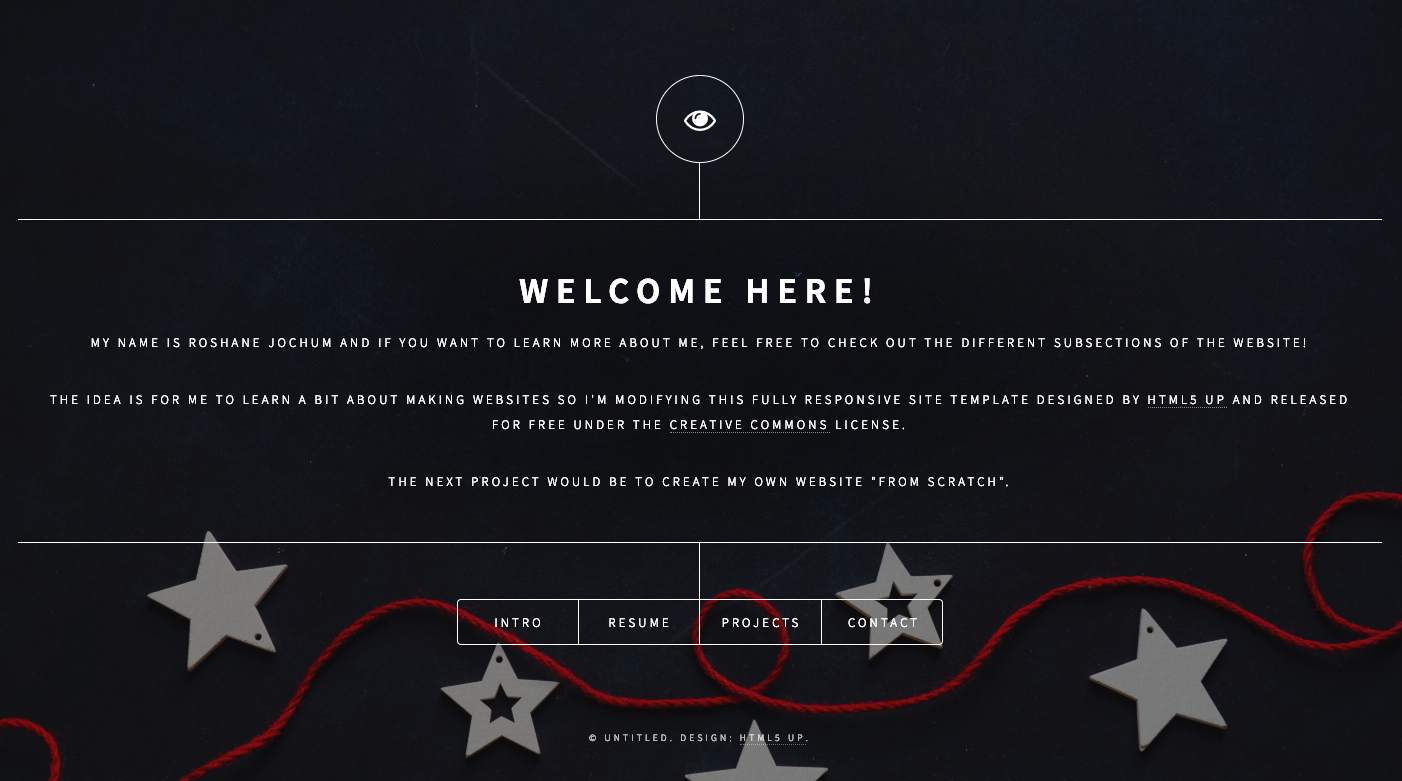 WELCOME HERE!
MY NAME IS ROSHANE JOCHUM AND IF YOU WANT TO LEARN MORE ABOUT ME, FEEL FREE TO CHECK OUT THE DIFFERENT SUBSECTIONS OF THE WEBSITE!
THE IDEA IS FOR ME TO LEARN A BIT ABOUT MAKING WEBSITES SO I'M MODIFYING THIS FULLY RESPONSIVE SITE TEMPLATE DESIGNED BY HTML5 UP AND RELEASED
FOR FREE UNDER THE CREATIVE COMMONS LICENSE.
THE NEXT PROJECT WOULD BE TO CREATE MY OWN WEBSITE "FROM SCRATCH".
INTRO RESUME PROJECTS CONTACT
© UNTITLED. DESIGN: HTML5 UP.